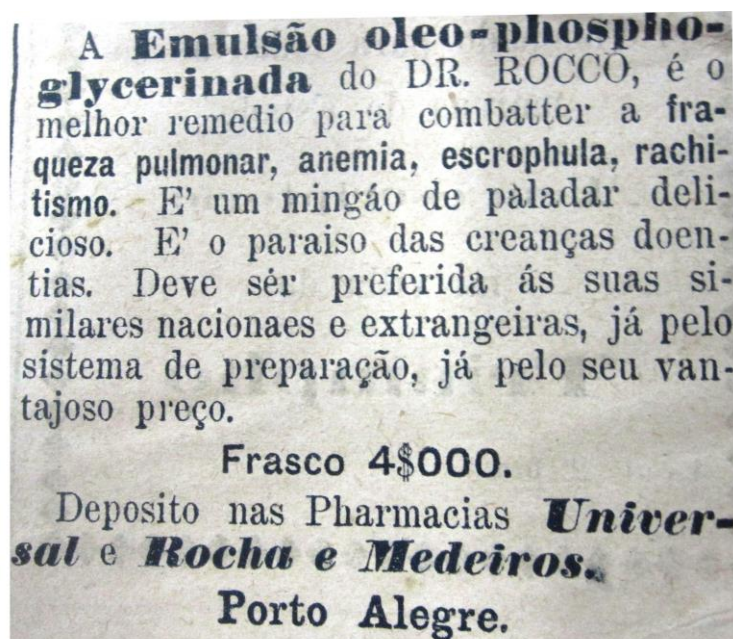 A Emulsão oleo-phospho-
glycerinada do DR. ROCCO, é o
melhor remedio para combatter a fra-
queza pulmonar, anemia, escrophula, rachi-
tismo. E' um mingáo de pàladar deli-
cioso. E' o paraiso das creanças doen-
tias. Deve sér preferida ás suas si-
milares nacionaes e extrangeiras, já pelo
sistema de preparação, já pelo seu van-
tajoso preço.
Frasco 4$000.
Deposito nas Pharmacias Univer-
sal e Rocha e Medeiros.
Porto Alegre.